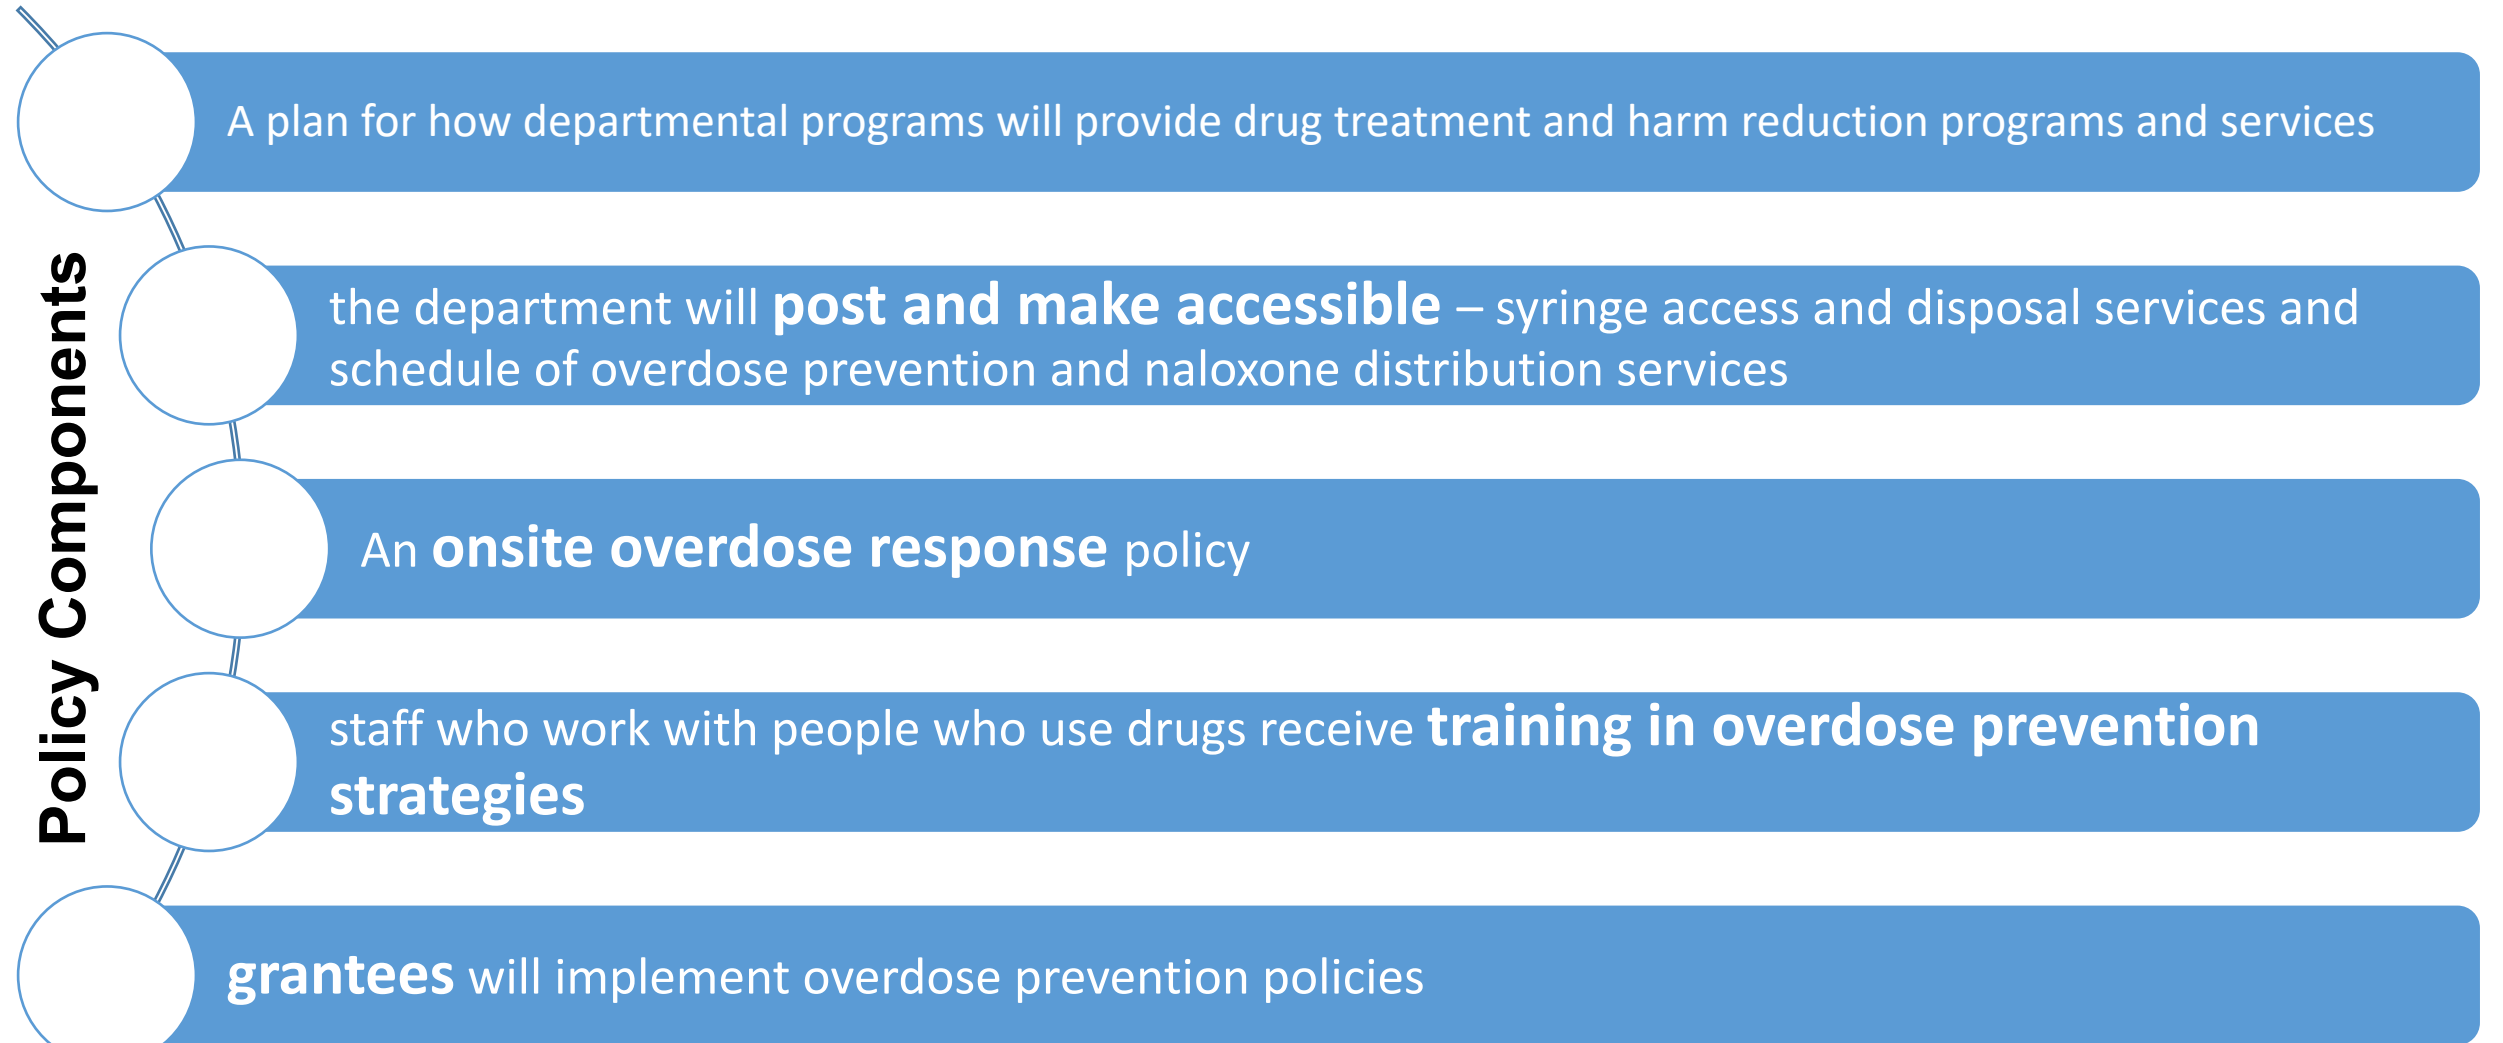 Policy Components
A plan for how departmental programs will provide drug treatment and harm reduction programs and services
the department will post and make accessible – syringe access and disposal services and
schedule of overdose prevention and naloxone distribution services
An onsite overdose response policy
staff who work with people who use drugs receive training in overdose prevention
strategies
grantees will implement overdose prevention policies